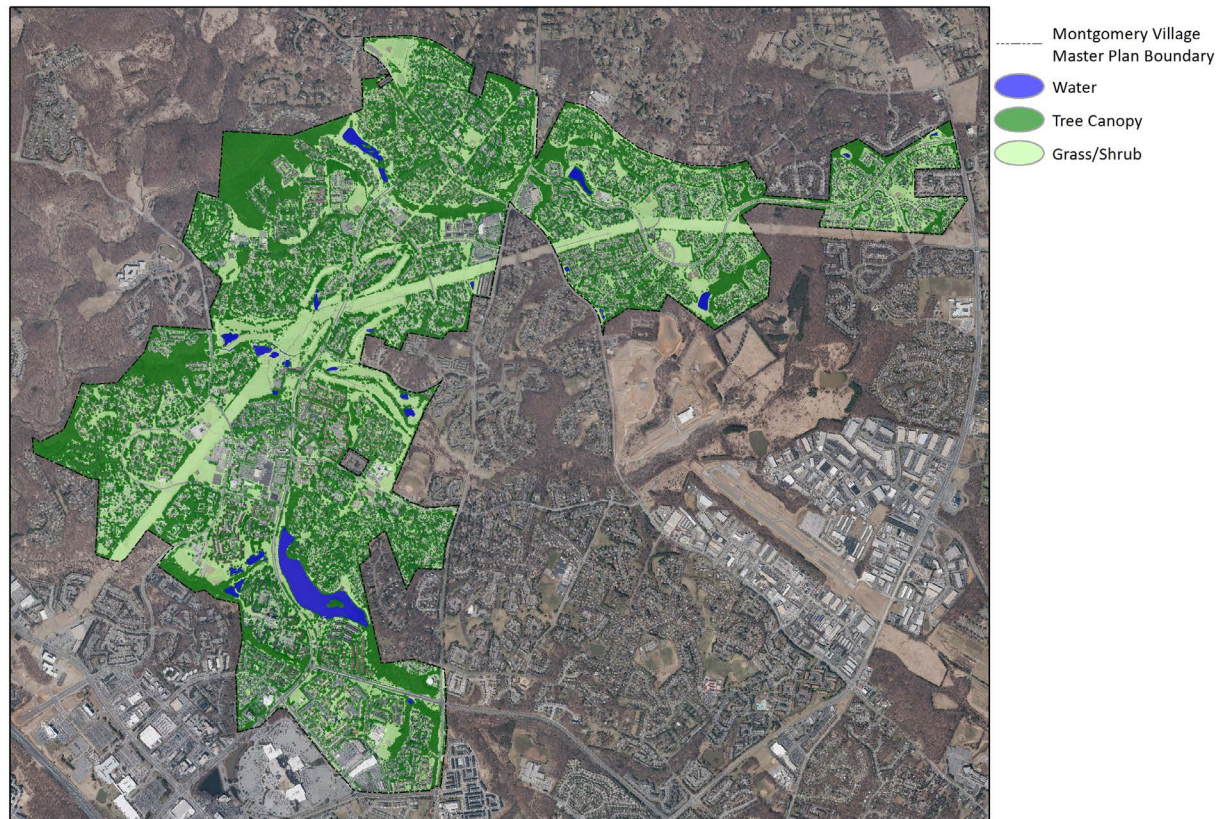 Montgomery Village
Master Plan Boundary
Water
Tree Canopy
Grass/Shrub